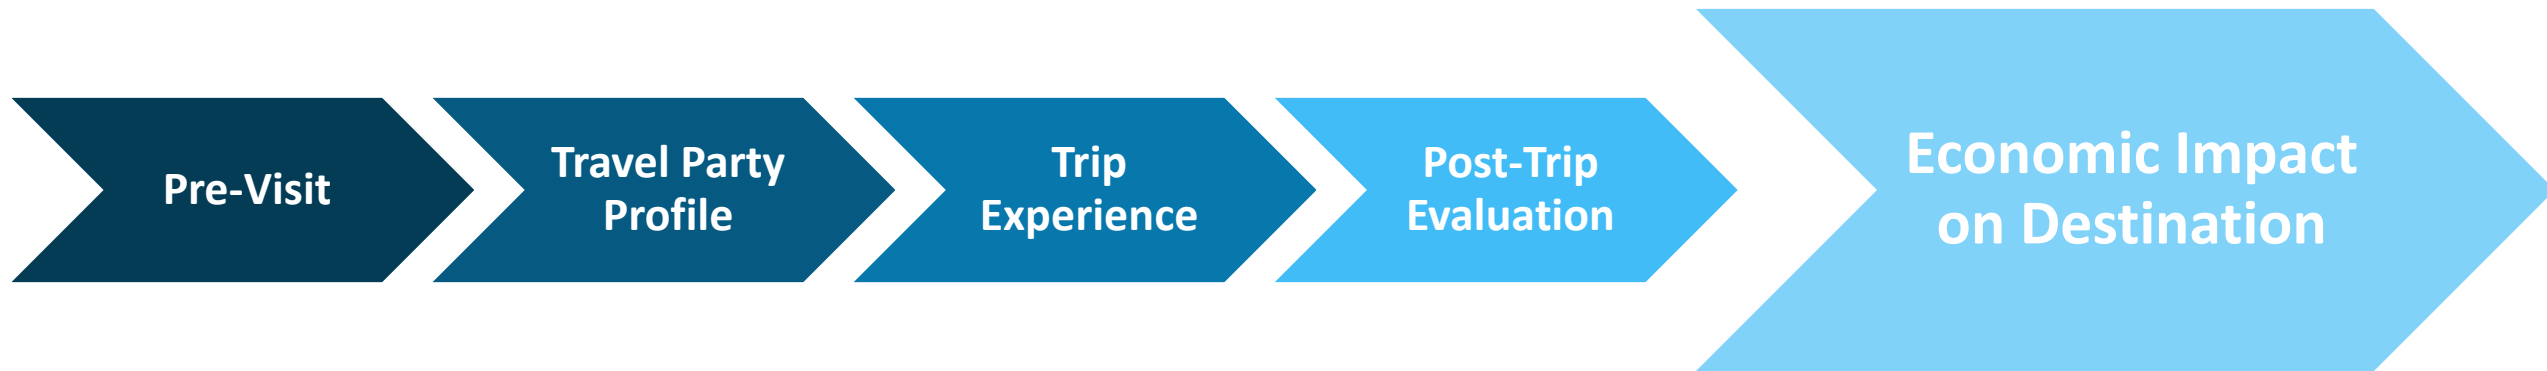 Pre-Visit
Travel Party
Profile
Trip
Experience
Post-Trip
Evaluation
Economic Impact
on Destination